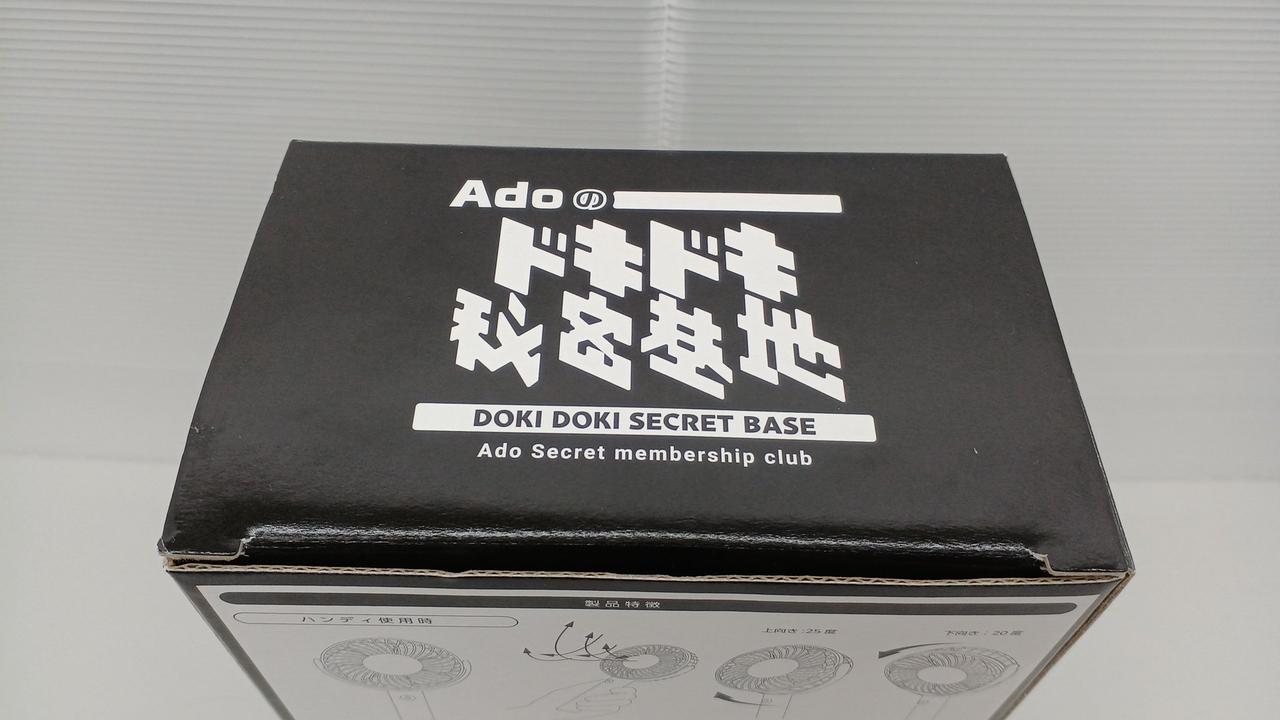 Adoの
ドキドキ
秘密基地
DOKI DOKI SECRET BASE
Ado Secret membership club
製品特徴
ハンディ使用時
上向き:25度
下向き:20度